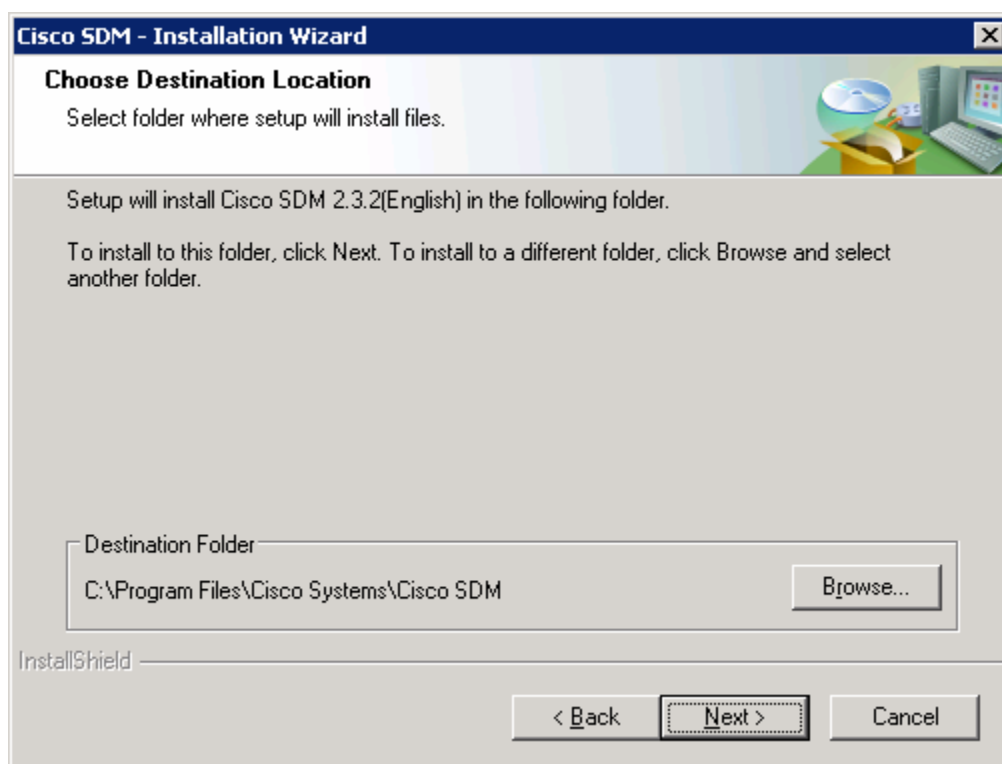 Cisco SDM - Installation Wizard
Choose Destination Location
Select folder where setup will install files.
Setup will install Cisco SDM 2.3.2(English) in the following folder.
To install to this folder, click Next. To install to a different folder, click Browse and select
another folder.
Destination Folder
C:\Program Files\Cisco Systems\Cisco SDM
Browse...
InstallShield
< Back
Next >
Cancel